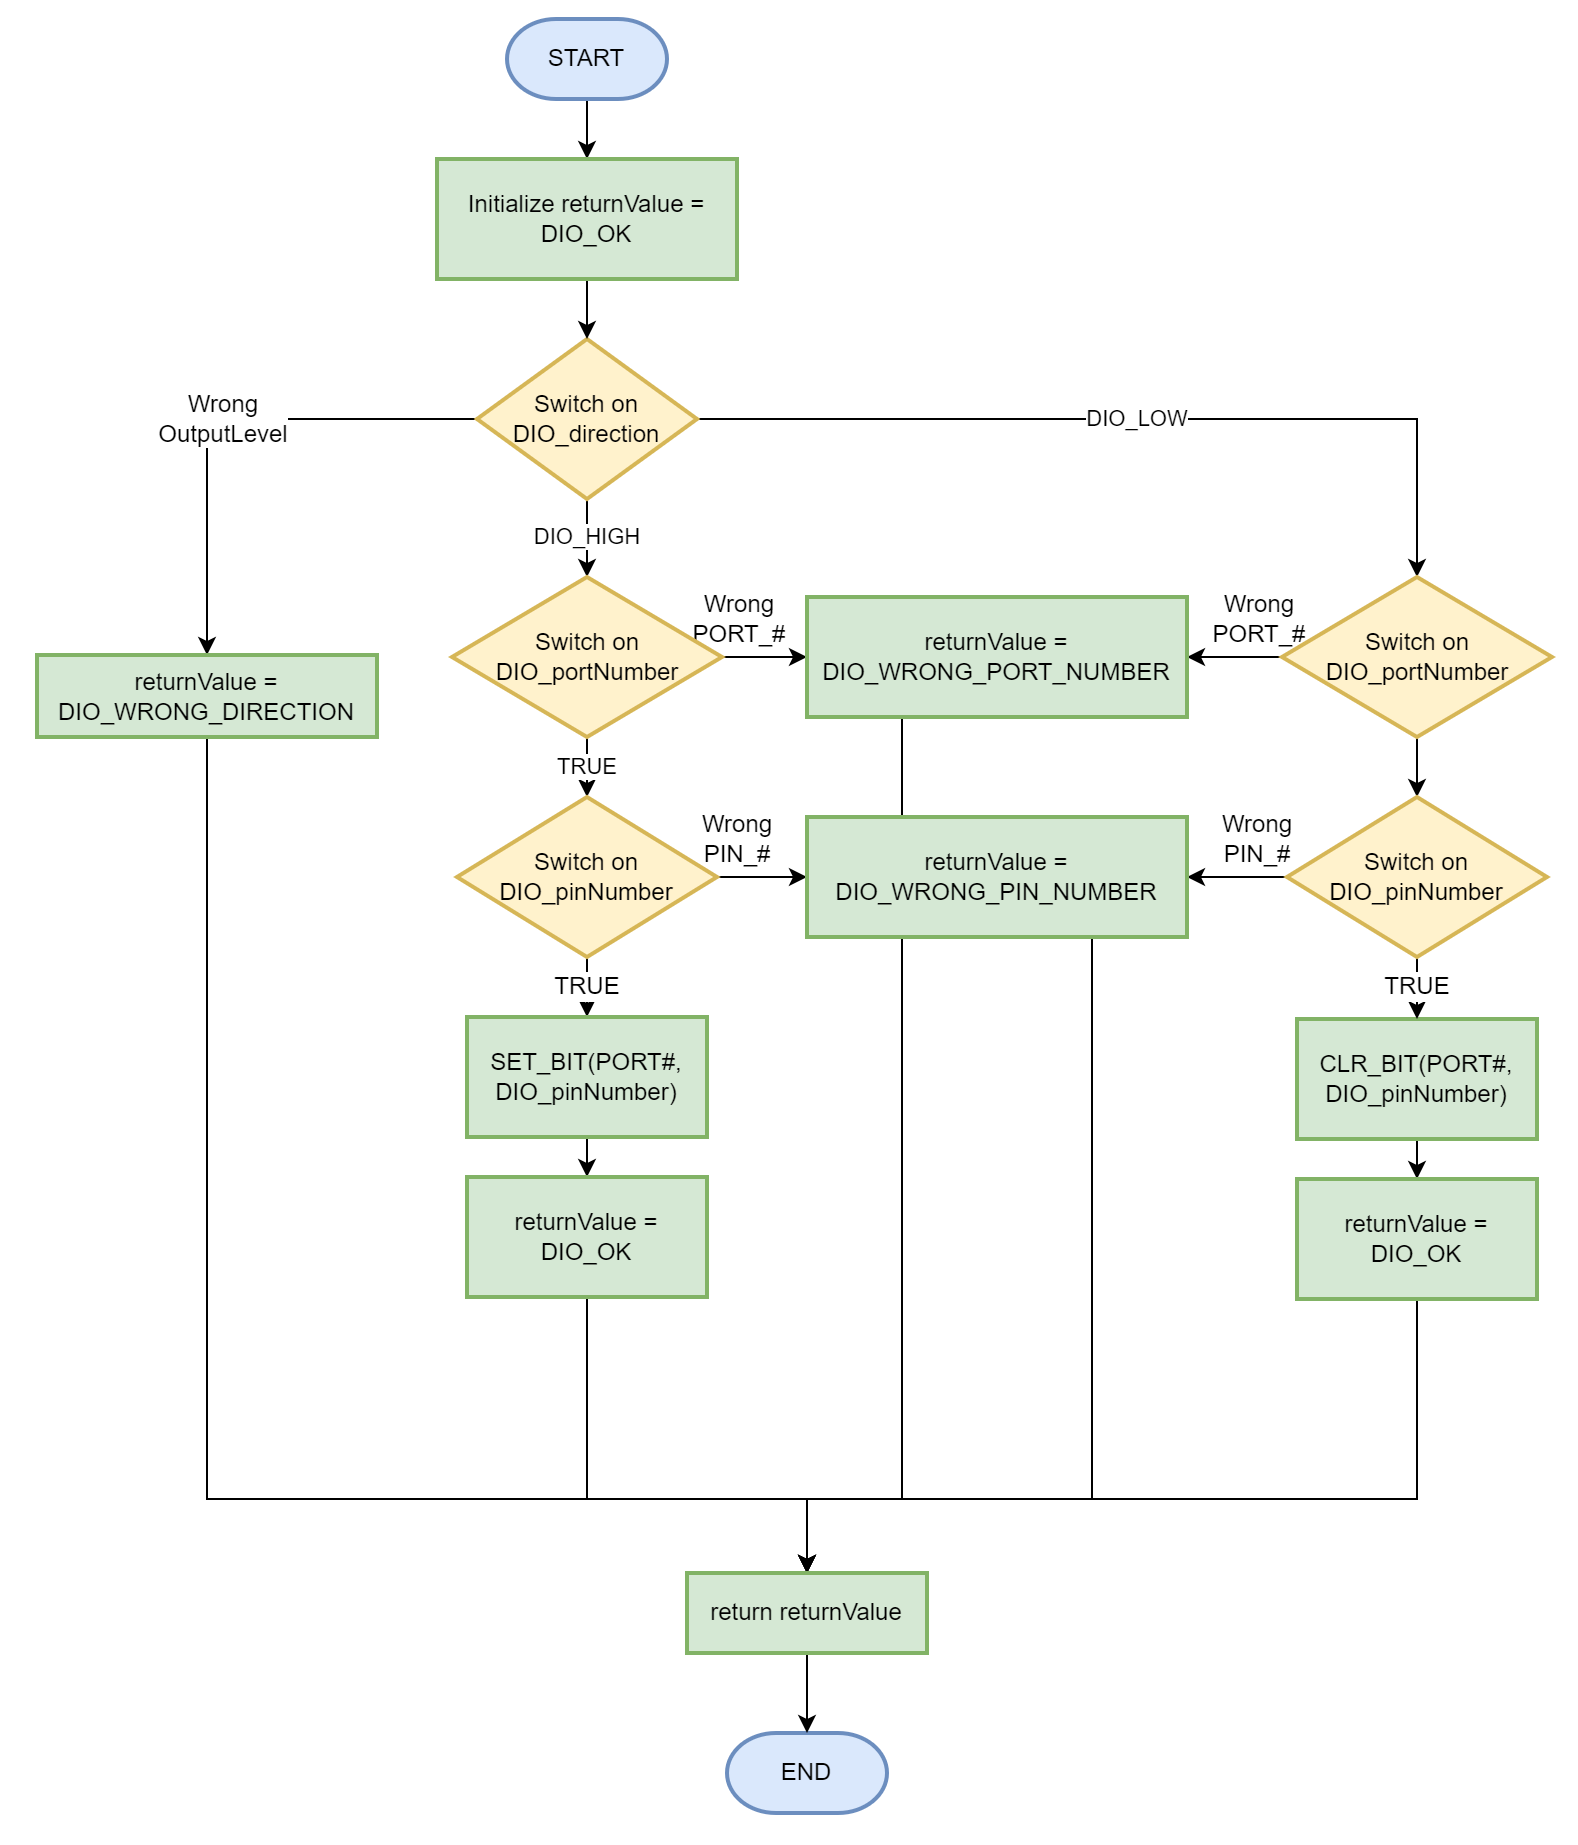 START
Initialize returnValue =
DIO_OK
Switch on
DIO_direction
Wrong
OutputLevel
DIO_LOW
DIO_HIGH
Switch on
DIO_portNumber
Wrong
PORT_#
returnValue =
DIO_WRONG_PORT_NUMBER
Wrong
PORT_#
Switch on
DIO_portNumber
returnValue =
DIO_WRONG_DIRECTION
TRUE
Switch on
DIO_pinNumber
Wrong
PIN_#
returnValue =
DIO_WRONG_PIN_NUMBER
Wrong
PIN_#
Switch on
DIO_pinNumber
TRUE
TRUE
SET_BIT(PORT#,
DIO_pinNumber)
CLR_BIT(PORT#,
DIO_pinNumber)
returnValue =
DIO_OK
returnValue =
DIO_OK
return returnValue
END